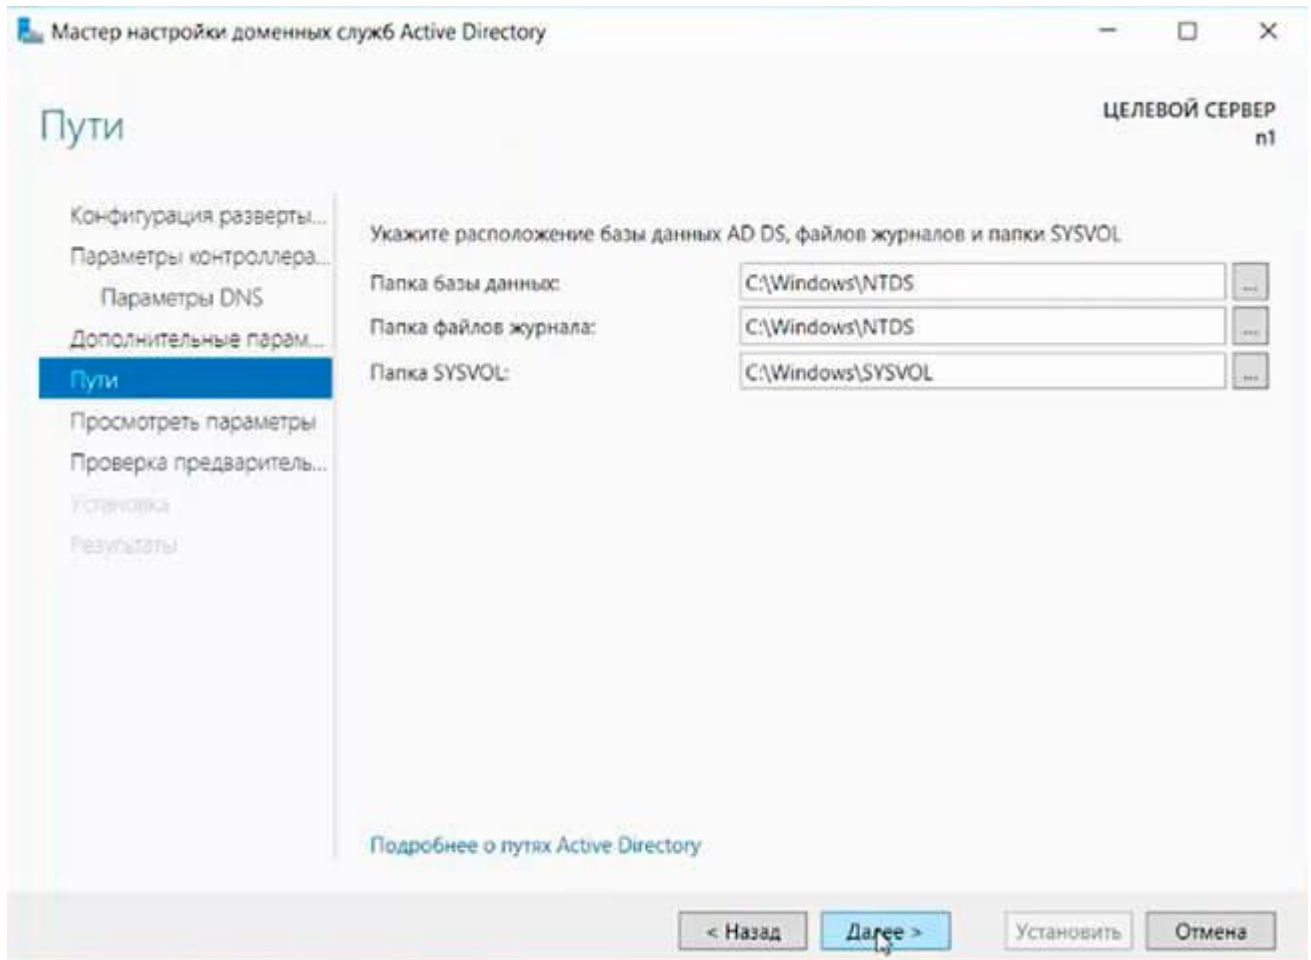 Мастер настройки доменных служб Active Directory
Пути
ЦЕЛЕВОЙ СЕРВЕР
n1
Конфигурация разверты...
Параметры контроллера...
Параметры DNS
Дополнительные парам...
Пути
Просмотреть параметры
Проверка предваритель...
Установка
Результаты
Укажите расположение базы данных AD DS, файлов журналов и папки SYSVOL
Папка базы данных: C:\Windows\NTDS ...
Папка файлов журнала: C:\Windows\NTDS ...
Папка SYSVOL: C:\Windows\SYSVOL ...
Подробнее о путях Active Directory
< Назад Далее > Установить Отмена